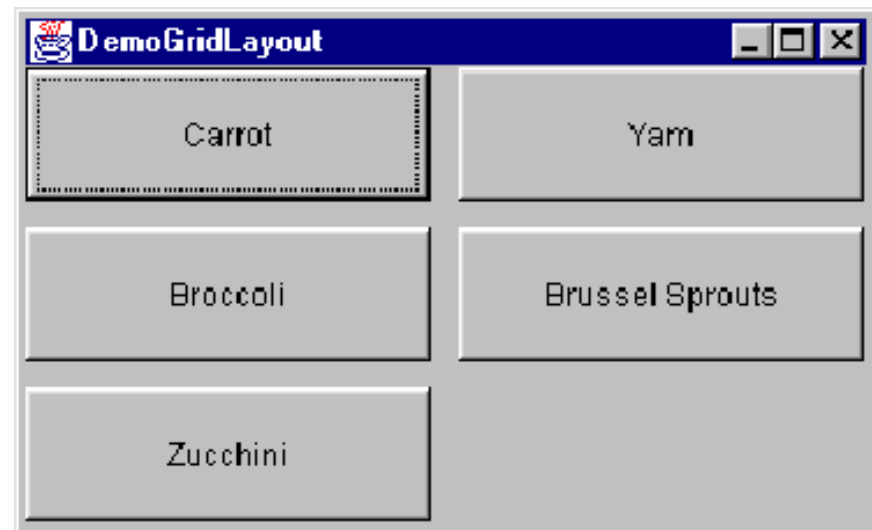 DemoGridLayout
Carrot
Yam
Broccoli
Brussel Sprouts
Zucchini